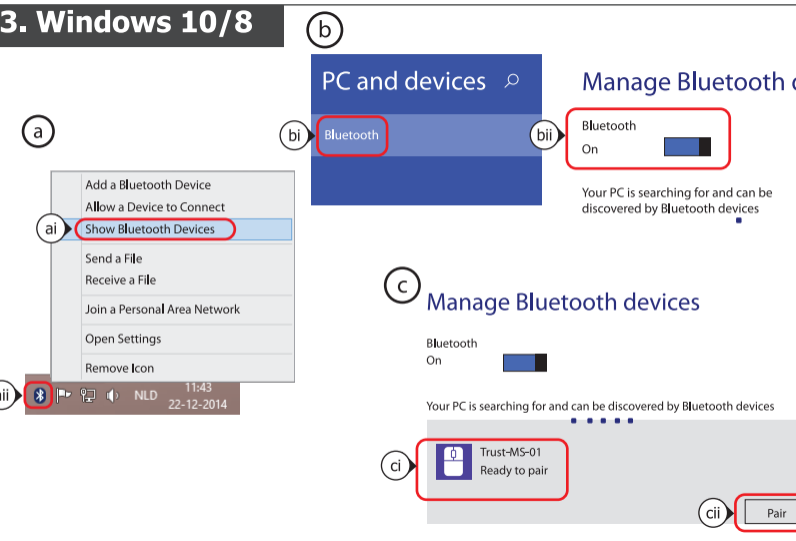 3. Windows 10/8
a
Add a Bluetooth Device
Allow a Device to Connect
ai
Show Bluetooth Devices
Send a File
Receive a File
Join a Personal Area Network
Open Settings
Remove Icon
NLD
11:43
22-12-2014
b
PC and devices
bi
Bluetooth
Manage Bluetooth
bii
Bluetooth
On
Your PC is searching for and can be
discovered by Bluetooth devices
c
Manage Bluetooth devices
Bluetooth
On
Your PC is searching for and can be discovered by Bluetooth devices
ci
Trust-MS-01
Ready to pair
cii
Pair